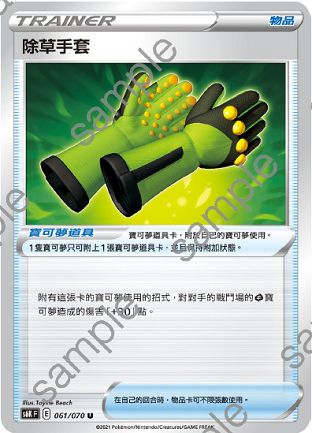 TRAINER 物品
除草手套
sample
寶可夢道具 寶可夢道具卡，附於自己的寶可夢使用。
1隻寶可夢只可附上1張寶可夢道具卡，並且保持附加狀態。
附有這張卡的寶可夢使用的招式，對對手的戰鬥場的寶
可夢造成的傷害「+30」點。
Illus. Toyste Beach
S6K F E 061/070 U
在自己的回合時，物品卡可不限張數使用。
©2021 Pokémon/Nintendo/Creatures/GAME FREAK